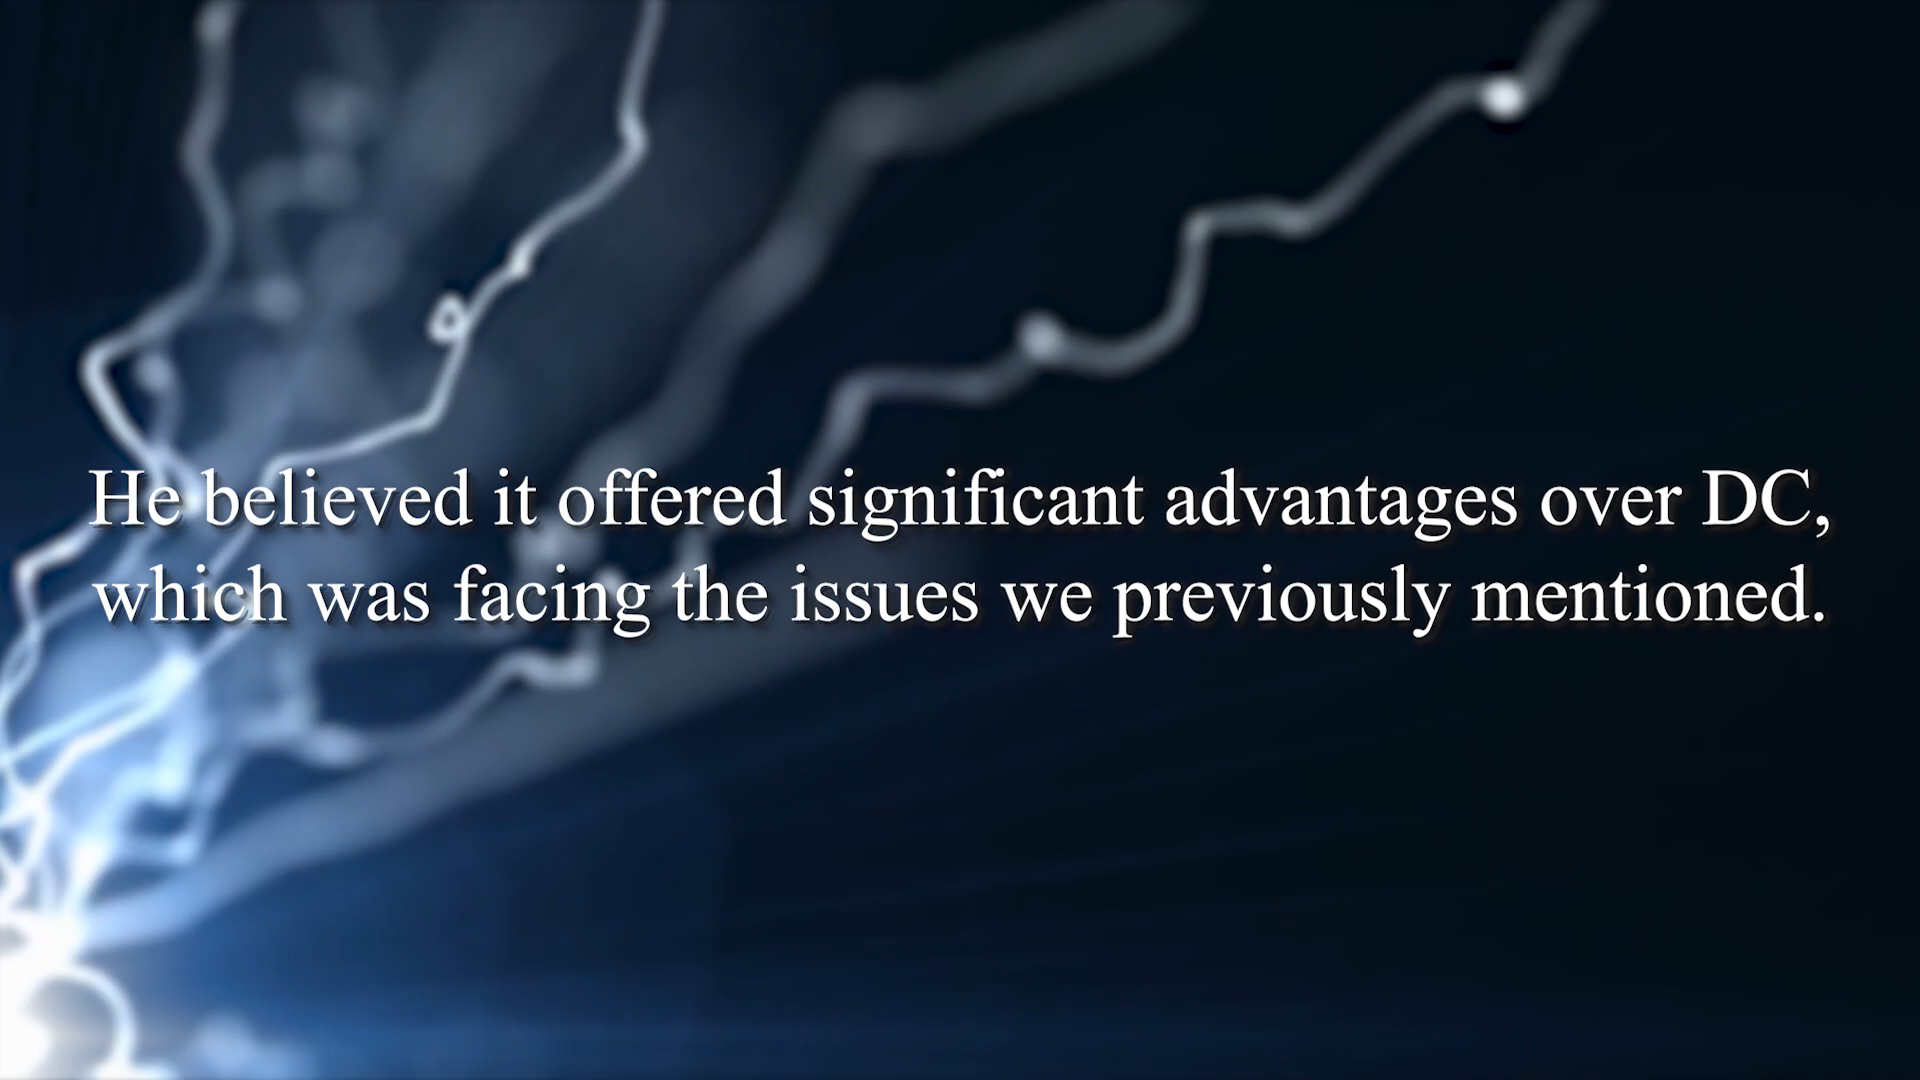 He believed it offered significant advantages over DC,
which was facing the issues we previously mentioned.